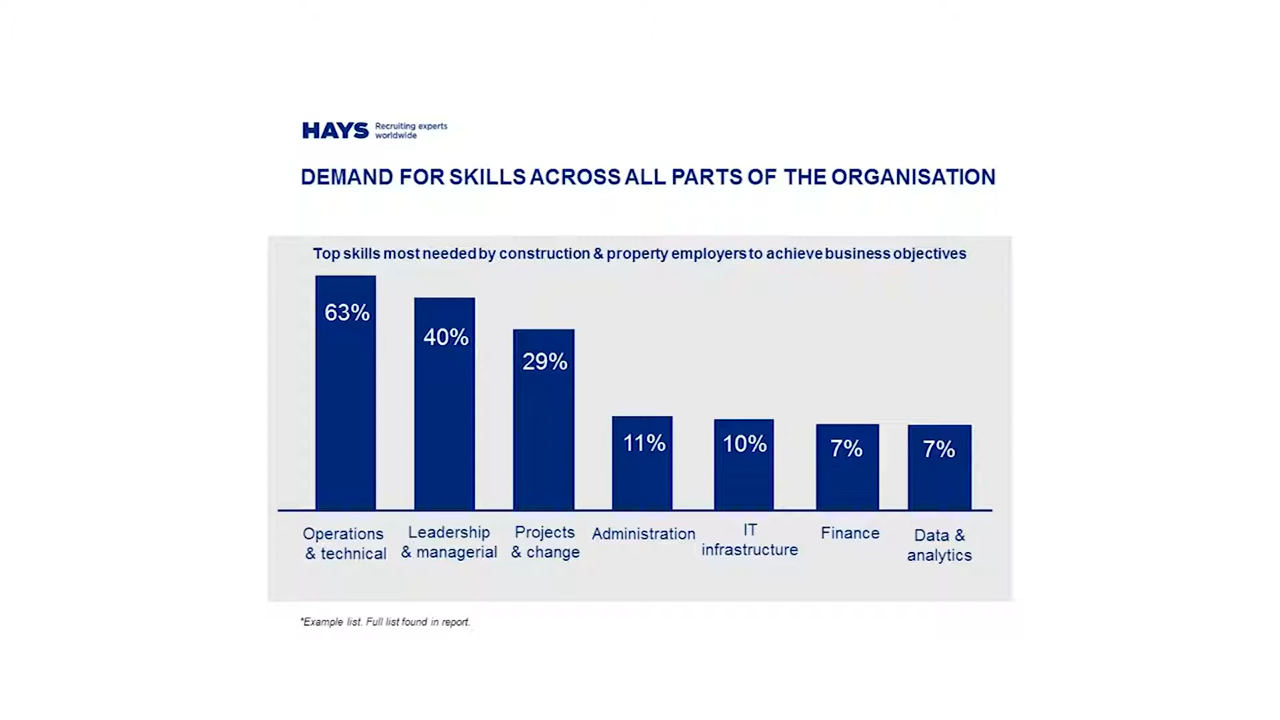 HAYS Recruiting experts
worldwide
DEMAND FOR SKILLS ACROSS ALL PARTS OF THE ORGANISATION
Top skills most needed by construction & property employers to achieve business objectives
63%
40%
29%
11%
10%
7%
7%
Operations
& technical
Leadership
& managerial
Projects
& change
Administration
IT
infrastructure
Finance
Data &
analytics
*Example list. Full list found in report.